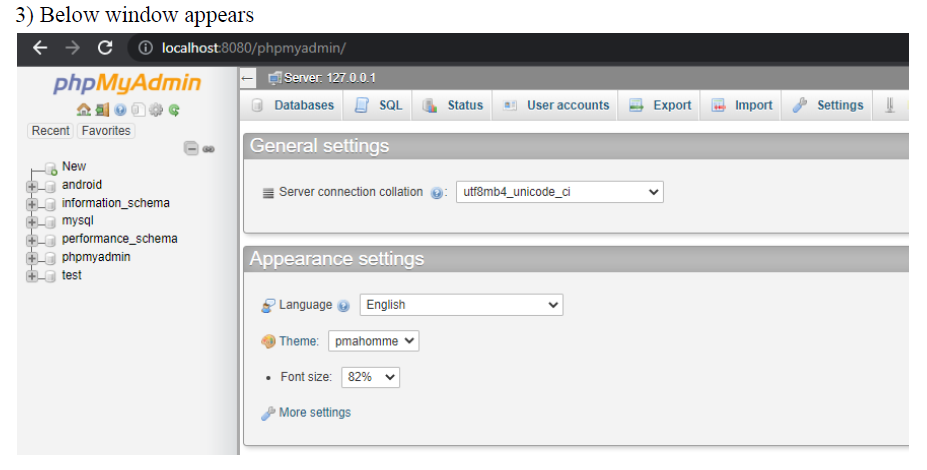 3) Below window appears
localhost:8080/phpmyadmin/
phpMyAdmin
Recent Favorites
New
android
information_schema
mysql
performance_schema
phpmyadmin
test
Server: 127.0.0.1
Databases SQL Status User accounts Export Import Settings
General settings
Server connection collation : utf8mb4_unicode_ci
Appearance settings
Language English
Theme: pmahomme
• Font size: 82%
More settings